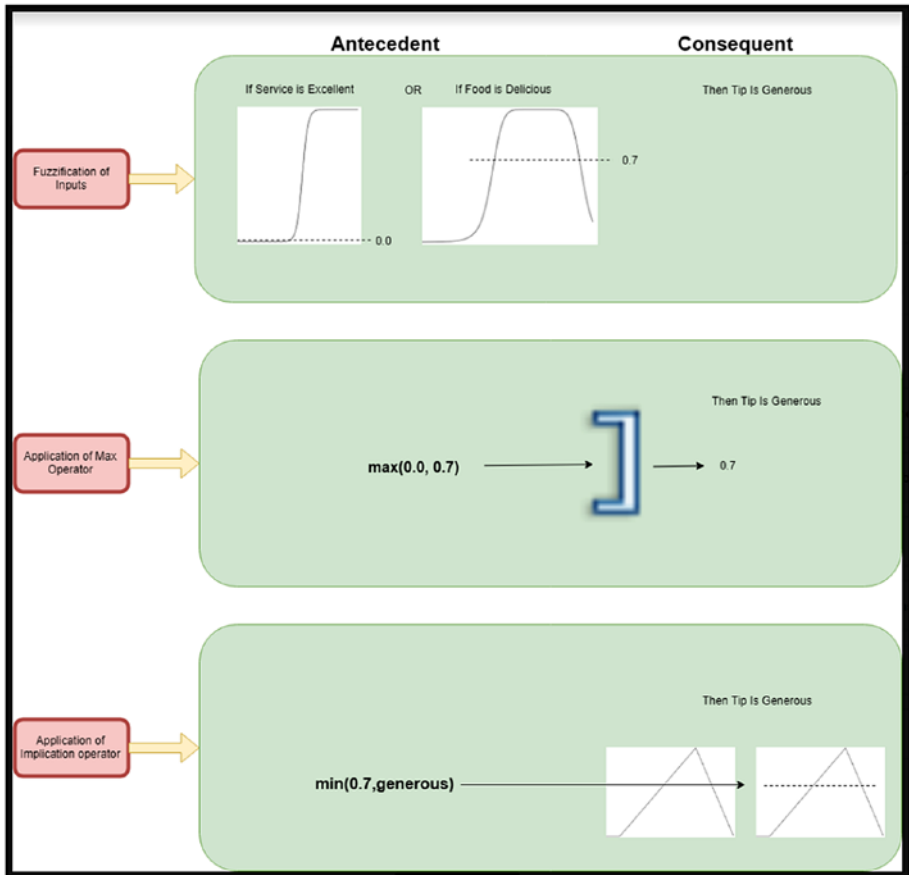 Antecedent
Consequent
If Service is Excellent
OR
If Food is Delicious
Then Tip Is Generous
Fuzzification of
Inputs
0.7
0.0
Then Tip Is Generous
Application of Max
Operator
max(0.0, 0.7)
0.7
Then Tip Is Generous
Application of
Implication operator
min(0.7,generous)